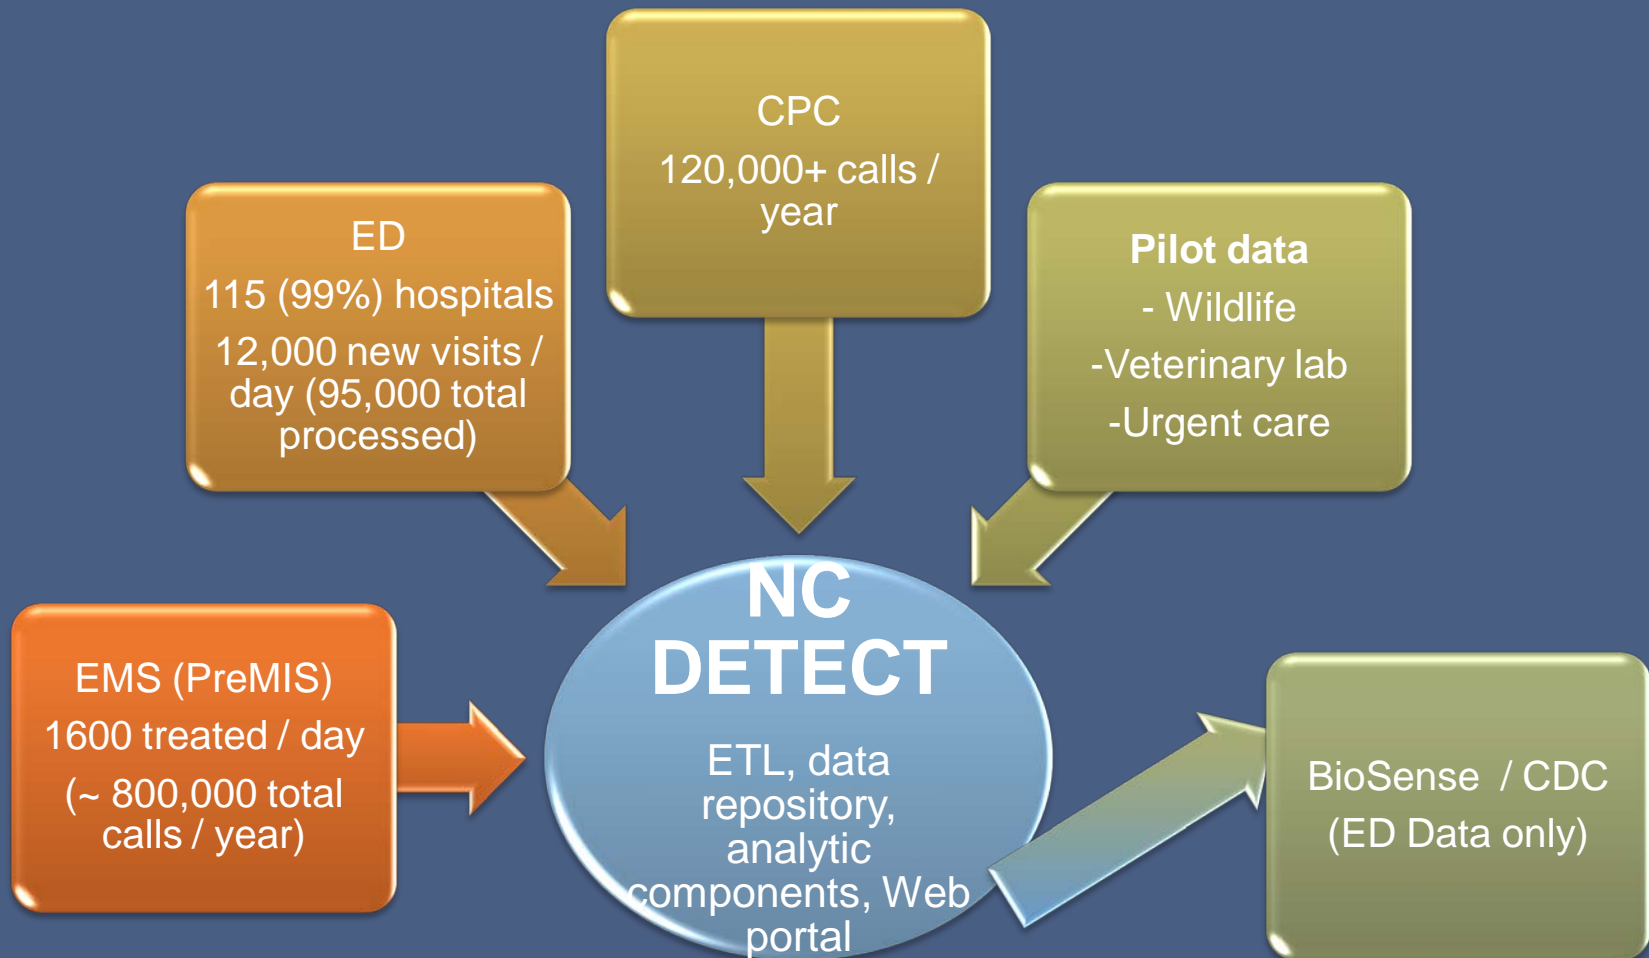 CPC
120,000+ calls /
year
ED
115 (99%) hospitals
12,000 new visits /
day (95,000 total
processed)
Pilot data
- Wildlife
-Veterinary lab
-Urgent care
EMS (PreMIS)
1600 treated / day
(~ 800,000 total
calls / year)
NC
DETECT
ETL, data
repository,
analytic
components, Web
portal
BioSense / CDC
(ED Data only)